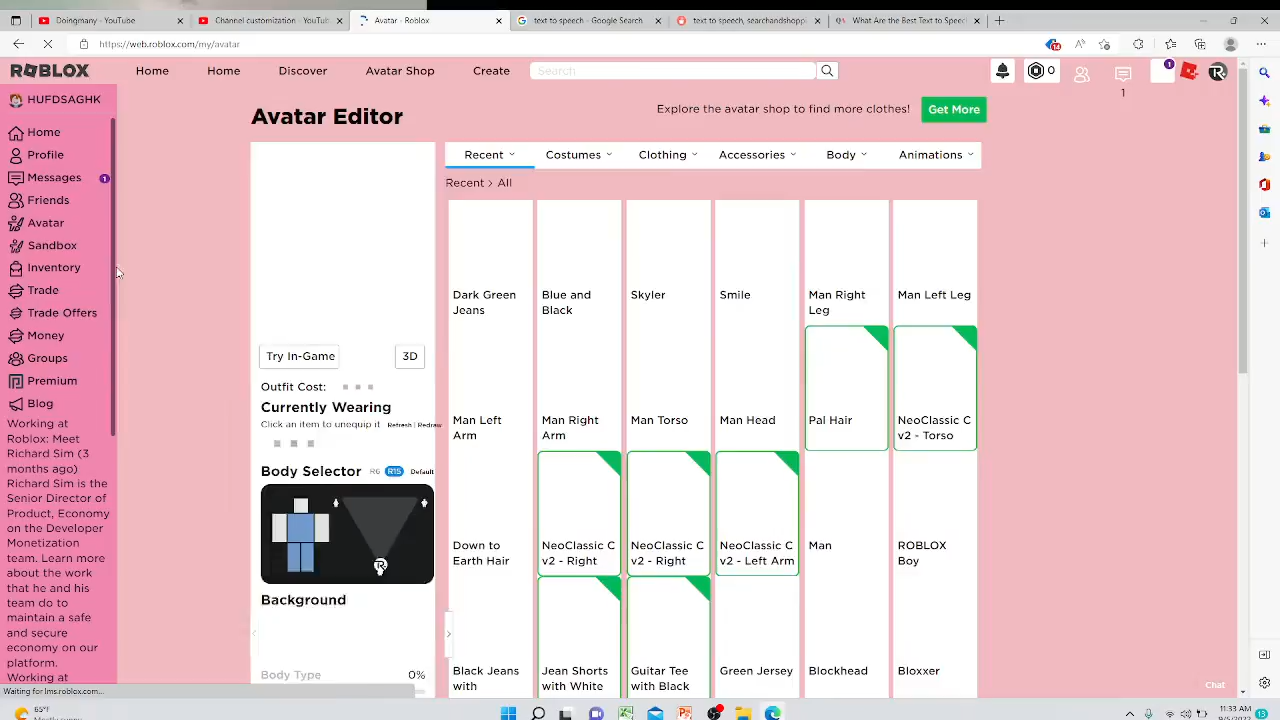 Doingmany - YouTube
Channel customization - YouTub
Avatar - Roblox
text to speech - Google Search
text to speech, searchandshopp
What Are the Best Text to Speec
https://web.roblox.com/my/avatar
14
ROBLOX
Home
Home
Discover
Avatar Shop
Create
Search
0
1
1
HUFDSAGHK
Home
Profile
Messages
1
Friends
Avatar
Sandbox
Inventory
Trade
Trade Offers
Money
Groups
Premium
Blog
Working at
Roblox: Meet
Richard Sim (3
months ago)
Richard Sim is the
Senior Director of
Product, Economy
on the Developer
Monetization
team. Learn more
about the work
that he and his
team do to
maintain a safe
and secure
economy on our
platform.
Working at
Avatar Editor
Explore the avatar shop to find more clothes!
Get More
Try In-Game
3D
Outfit Cost:
Currently Wearing
Click an item to unequip it
Refresh | Redraw
Body Selector
R6
R15
Default
Background
Body Type
0%
Recent
Costumes
Clothing
Accessories
Body
Animations
Recent > All
Dark Green
Jeans
Blue and
Black
Skyler
Smile
Man Right
Leg
Man Left Leg
Man Left
Arm
Man Right
Arm
Man Torso
Man Head
Pal Hair
NeoClassic C
v2 - Torso
Down to
Earth Hair
NeoClassic C
v2 - Right
NeoClassic C
v2 - Right
NeoClassic C
v2 - Left Arm
Man
ROBLOX
Boy
Black Jeans
with
Jean Shorts
with White
Guitar Tee
with Black
Green Jersey
Blockhead
Bloxxer
Chat
Waiting for lms.roblox.com...
65°F
11:33 AM
13